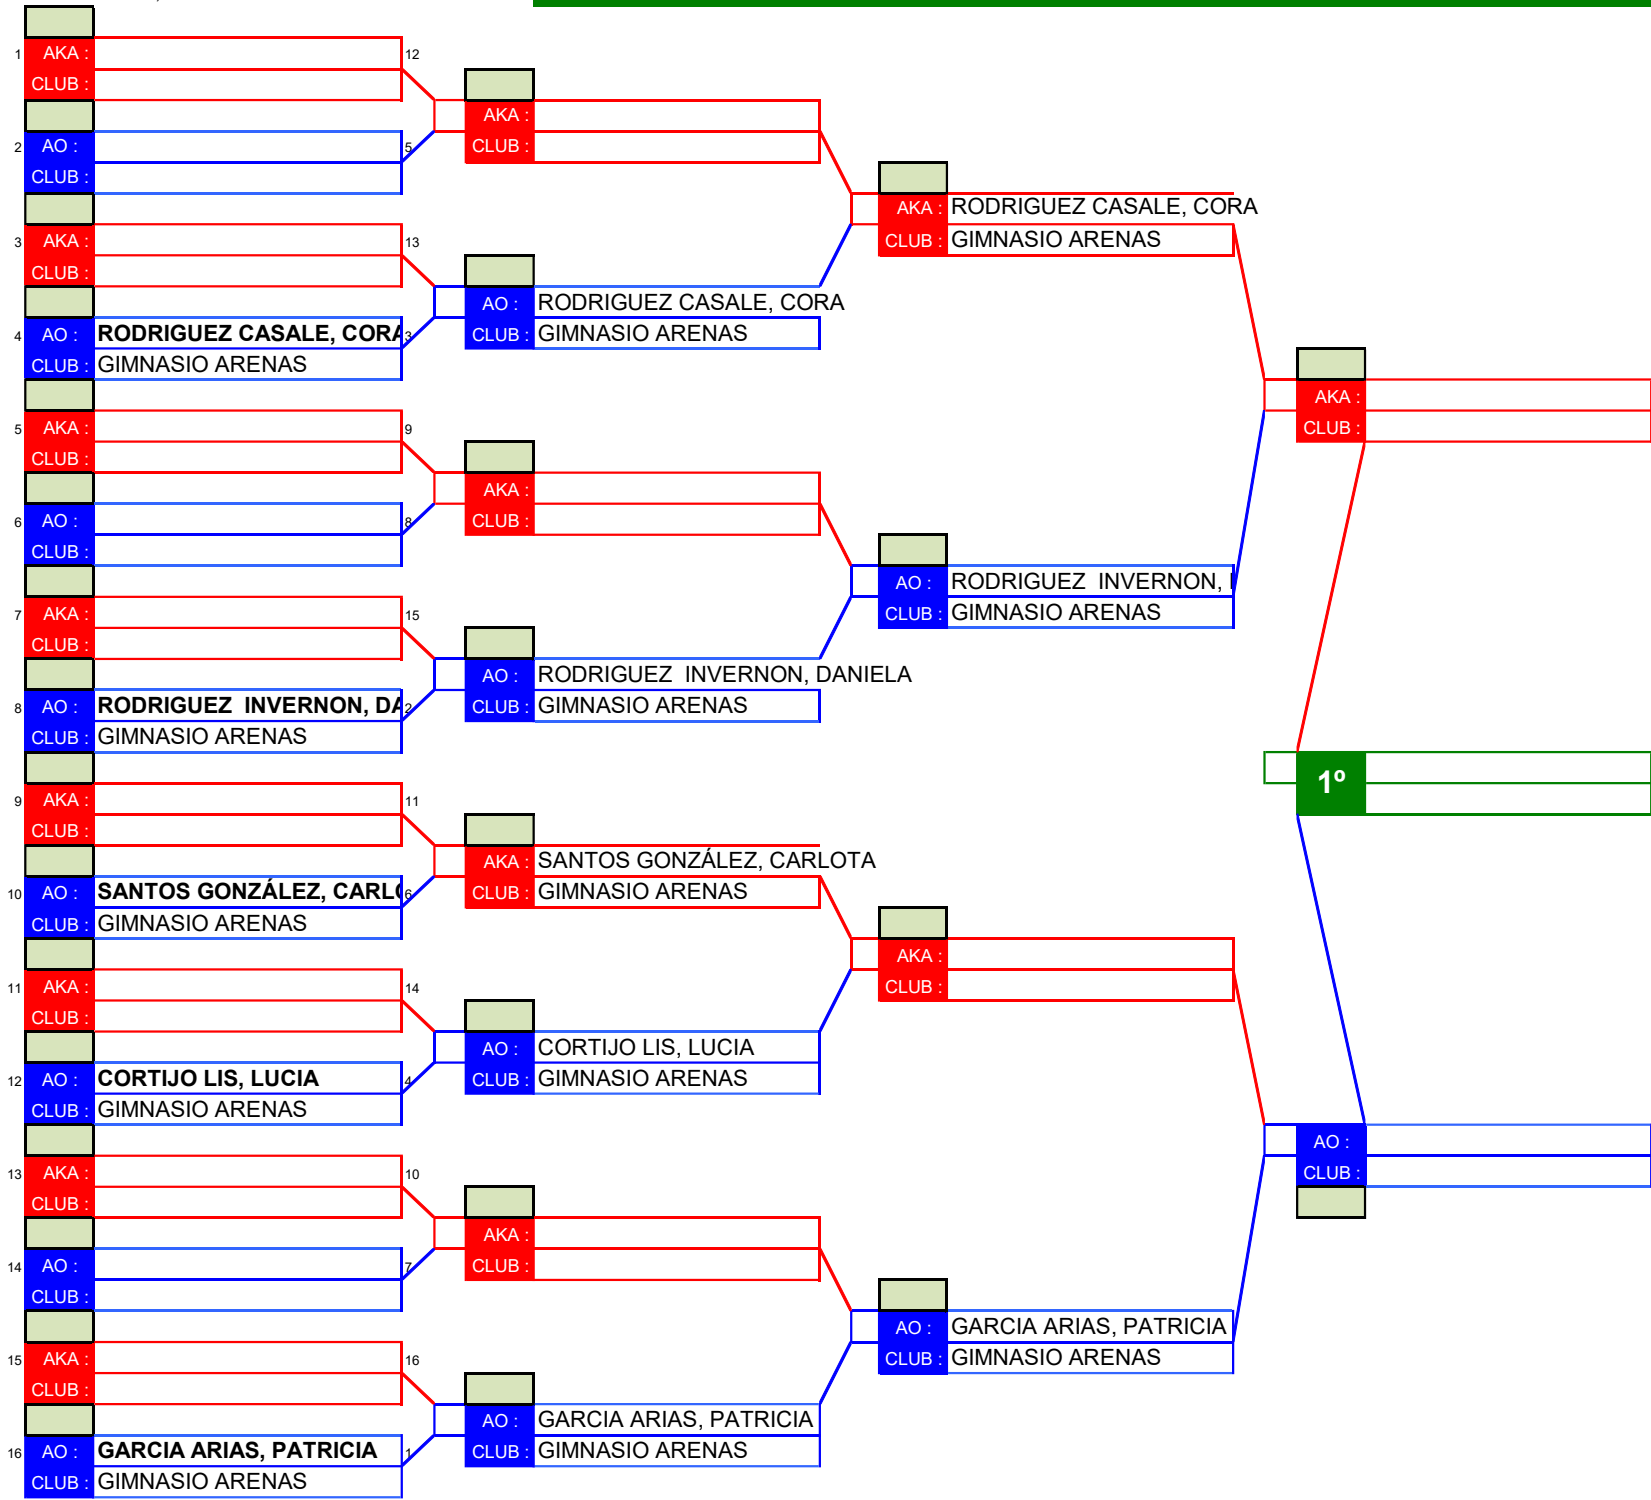 1 AKA : 12
CLUB :
2 AO : 5
CLUB :
3 AKA : 13
CLUB :
4 AO : RODRIGUEZ CASALE, CORA 3
CLUB : GIMNASIO ARENAS
5 AKA : 9
CLUB :
6 AO : 8
CLUB :
7 AKA : 15
CLUB :
8 AO : RODRIGUEZ INVERNON, DA 2
CLUB : GIMNASIO ARENAS
9 AKA : 11
CLUB :
10 AO : SANTOS GONZÁLEZ, CARLO 6
CLUB : GIMNASIO ARENAS
11 AKA : 14
CLUB :
12 AO : CORTIJO LIS, LUCIA 4
CLUB : GIMNASIO ARENAS
13 AKA : 10
CLUB :
14 AO : 7
CLUB :
15 AKA : 16
CLUB :
16 AO : GARCIA ARIAS, PATRICIA 1
CLUB : GIMNASIO ARENAS
AKA :
CLUB :
AO : RODRIGUEZ CASALE, CORA
CLUB : GIMNASIO ARENAS
AKA :
CLUB :
AO : RODRIGUEZ INVERNON, DANIELA
CLUB : GIMNASIO ARENAS
AKA : SANTOS GONZÁLEZ, CARLOTA
CLUB : GIMNASIO ARENAS
AO : CORTIJO LIS, LUCIA
CLUB : GIMNASIO ARENAS
AKA :
CLUB :
AO : GARCIA ARIAS, PATRICIA
CLUB : GIMNASIO ARENAS
AKA : RODRIGUEZ CASALE, CORA
CLUB : GIMNASIO ARENAS
AO : RODRIGUEZ INVERNON,
CLUB : GIMNASIO ARENAS
AKA :
CLUB :
AO : GARCIA ARIAS, PATRICIA
CLUB : GIMNASIO ARENAS
AKA :
CLUB :
1º
AO :
CLUB :